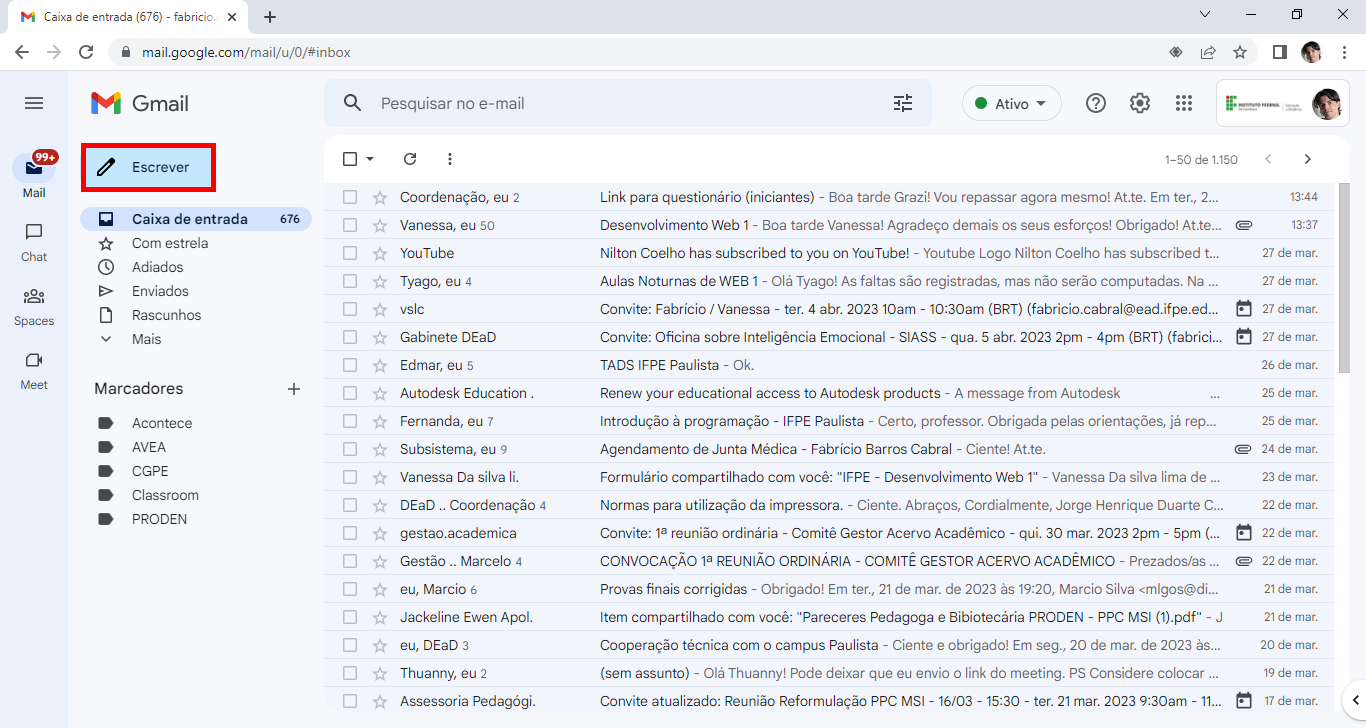 Caixa de entrada (676) - fabricio.c
mail.google.com/mail/u/0/#inbox
Gmail
Pesquisar no e-mail
Ativo
INSTITUTO FEDERAL
99+
Mail
Chat
Spaces
Meet
Escrever
Caixa de entrada 676
Com estrela
Adiados
Enviados
Rascunhos
Mais
Marcadores
Acontece
AVEA
CGPE
Classroom
PRODEN
1–50 de 1.150
Coordenação, eu 2 Link para questionário (iniciantes) - Boa tarde Grazi! Vou repassar agora mesmo! At.te. Em ter., 2... 13:44
Vanessa, eu 50 Desenvolvimento Web 1 - Boa tarde Vanessa! Agradeço demais os seus esforços! Obrigado! At.te... 13:37
YouTube Nilton Coelho has subscribed to you on YouTube! - Youtube Logo Nilton Coelho has subscribed t... 27 de mar.
Tyago, eu 4 Aulas Noturnas de WEB 1 - Olá Tyago! As faltas são registradas, mas não serão computadas. Na ... 27 de mar.
vslc Convite: Fabrício / Vanessa - ter. 4 abr. 2023 10am - 10:30am (BRT) (fabricio.cabral@ead.ifpe.ed... 27 de mar.
Gabinete DEaD Convite: Oficina sobre Inteligência Emocional - SIASS - qua. 5 abr. 2023 2pm - 4pm (BRT) (fabrici... 27 de mar.
Edmar, eu 5 TADS IFPE Paulista - Ok. 26 de mar.
Autodesk Education . Renew your educational access to Autodesk products - A message from Autodesk ... 25 de mar.
Fernanda, eu 7 Introdução à programação - IFPE Paulista - Certo, professor. Obrigada pelas orientações, já rep... 25 de mar.
Subsistema, eu 9 Agendamento de Junta Médica - Fabrício Barros Cabral - Ciente! At.te. 24 de mar.
Vanessa Da silva li. Formulário compartilhado com você: "IFPE - Desenvolvimento Web 1" - Vanessa Da silva lima de ... 23 de mar.
DEaD .. Coordenação 4 Normas para utilização da impressora. - Ciente. Abraços, Cordialmente, Jorge Henrique Duarte C... 22 de mar.
gestao.academica Convite: 1ª reunião ordinária - Comitê Gestor Acervo Acadêmico - qui. 30 mar. 2023 2pm - 5pm (... 22 de mar.
Gestão .. Marcelo 4 CONVOCAÇÃO 1ª REUNIÃO ORDINÁRIA - COMITÊ GESTOR ACERVO ACADÊMICO - Prezados/as ... 22 de mar.
eu, Marcio 6 Provas finais corrigidas - Obrigado! Em ter., 21 de mar. de 2023 às 19:20, Marcio Silva <mlgos@di... 21 de mar.
Jackeline Ewen Apol. Item compartilhado com você: "Pareceres Pedagoga e Bibiotecária PRODEN - PPC MSI (1).pdf" - J 21 de mar.
eu, DEaD 3 Cooperação técnica com o campus Paulista - Ciente e obrigado! Em seg., 20 de mar. de 2023 às... 20 de mar.
Thuanny, eu 2 (sem assunto) - Olá Thuanny! Pode deixar que eu envio o link do meeting. PS Considere colocar ... 19 de mar.
Assessoria Pedagógi. Convite atualizado: Reunião Reformulação PPC MSI - 16/03 - 15:30 - ter. 21 mar. 2023 9:30am - 11... 17 de mar.